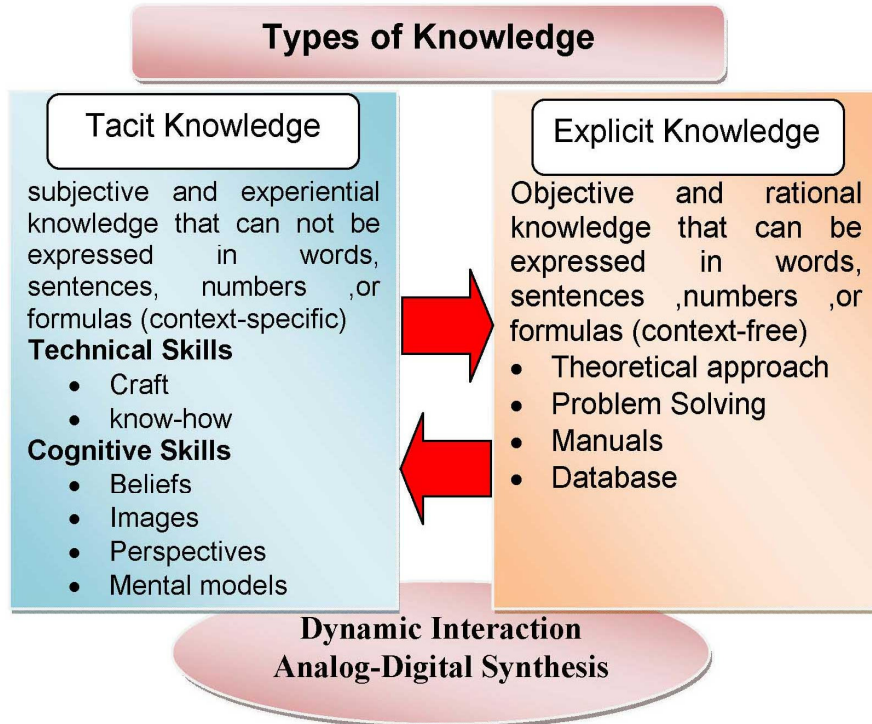 Types of Knowledge
Tacit Knowledge
subjective and experiential
knowledge that can not be
expressed in words,
sentences, numbers ,or
formulas (context-specific)
Technical Skills
• Craft
• know-how
Cognitive Skills
• Beliefs
• Images
• Perspectives
• Mental models
Explicit Knowledge
Objective and rational
knowledge that can be
expressed in words,
sentences ,numbers ,or
formulas (context-free)
• Theoretical approach
• Problem Solving
• Manuals
• Database
Dynamic Interaction
Analog-Digital Synthesis